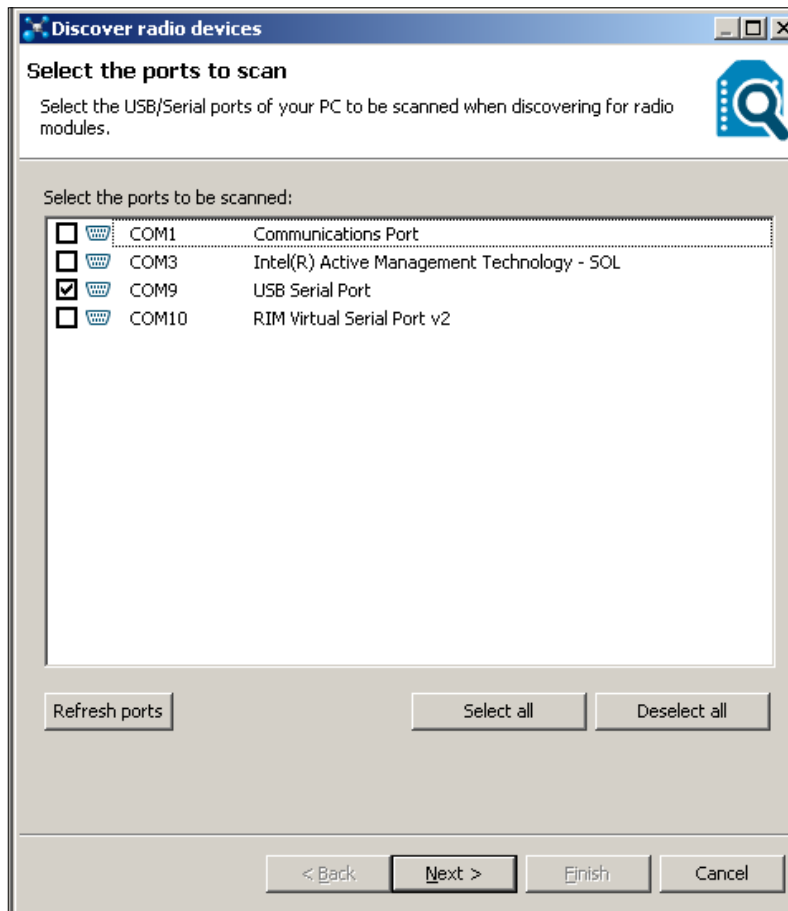 Discover radio devices
Select the ports to scan
Select the USB/Serial ports of your PC to be scanned when discovering for radio
modules.
Select the ports to be scanned:
COM1 Communications Port
COM3 Intel(R) Active Management Technology - SOL
COM9 USB Serial Port
COM10 RIM Virtual Serial Port v2
Refresh ports Select all Deselect all
< Back Next > Finish Cancel